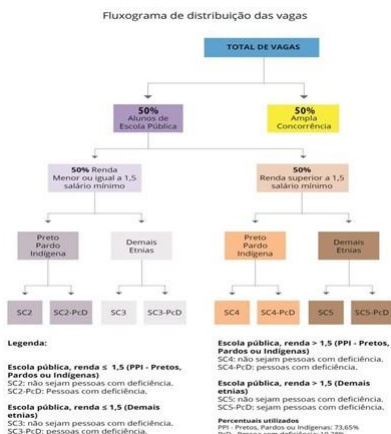 Fluxograma de distribuição das vagas
TOTAL DE VAGAS
50%
Alunos de
Escola Pública
50%
Ampla
Concorrência
50% Renda
Menor ou igual a 1,5
salário mínimo
50%
Renda superior a 1,5
salário mínimo
Preto
Pardo
Indígena
Demais
Etnias
Preto
Pardo
Indígena
Demais
Etnias
SC2
SC2-PcD
SC3
SC3-PcD
SC4
SC4-PcD
SC5
SC5-PcD
Legenda:
Escola pública, renda ≤ 1,5 (PPI - Pretos,
Pardos ou Indígenas)
SC2: não sejam pessoas com deficiência.
SC2-PcD: Pessoas com deficiência.
Escola pública, renda ≤ 1,5 (Demais
etnias)
SC3: não sejam pessoas com deficiência.
SC3-PcD: pessoas com deficiência.
Escola pública, renda > 1,5 (PPI - Pretos,
Pardos ou Indígenas)
SC4: não sejam pessoas com deficiência.
SC4-PcD: pessoas com deficiência.
Escola pública, renda > 1,5 (Demais
etnias)
SC5: não sejam pessoas com deficiência.
SC5-PcD: sejam pessoas com deficiência.
Percentuais utilizados
PPI - Pretos, Pardos ou Indígenas: 73,65%